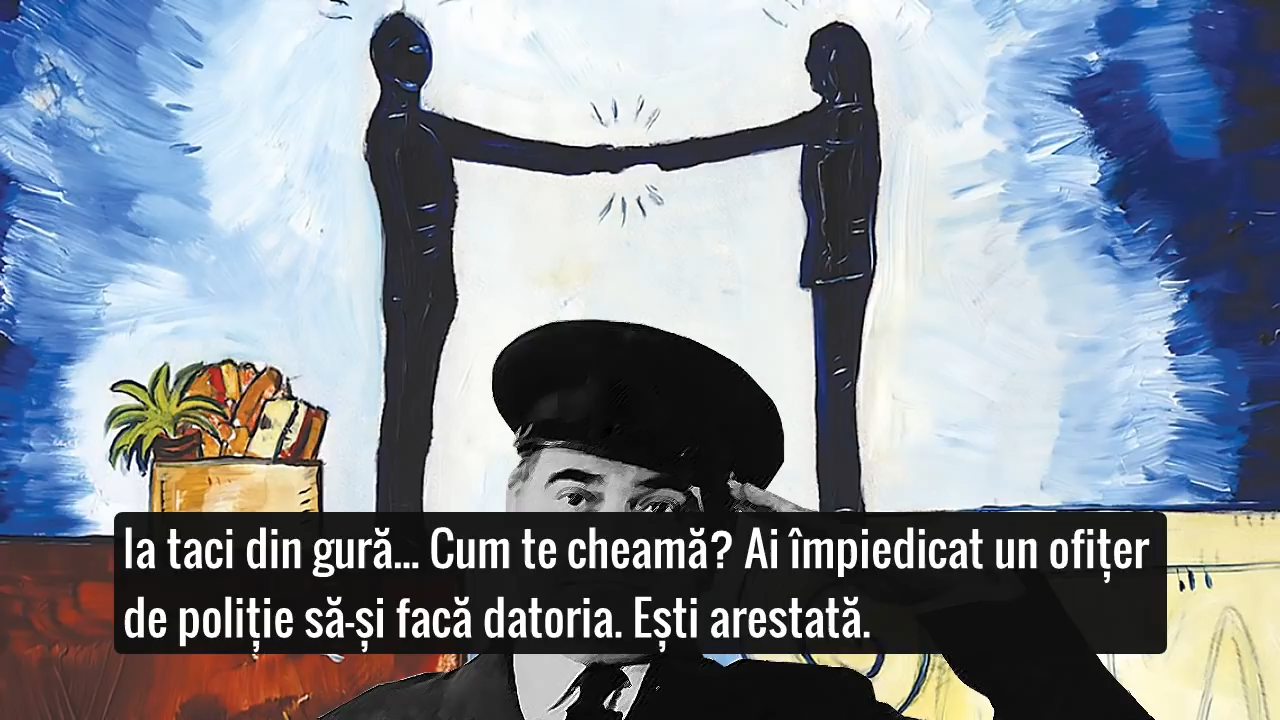 Ia taci din gură... Cum te cheamă? Ai împiedicat un ofițer
de poliție să-și facă datoria. Ești arestată.